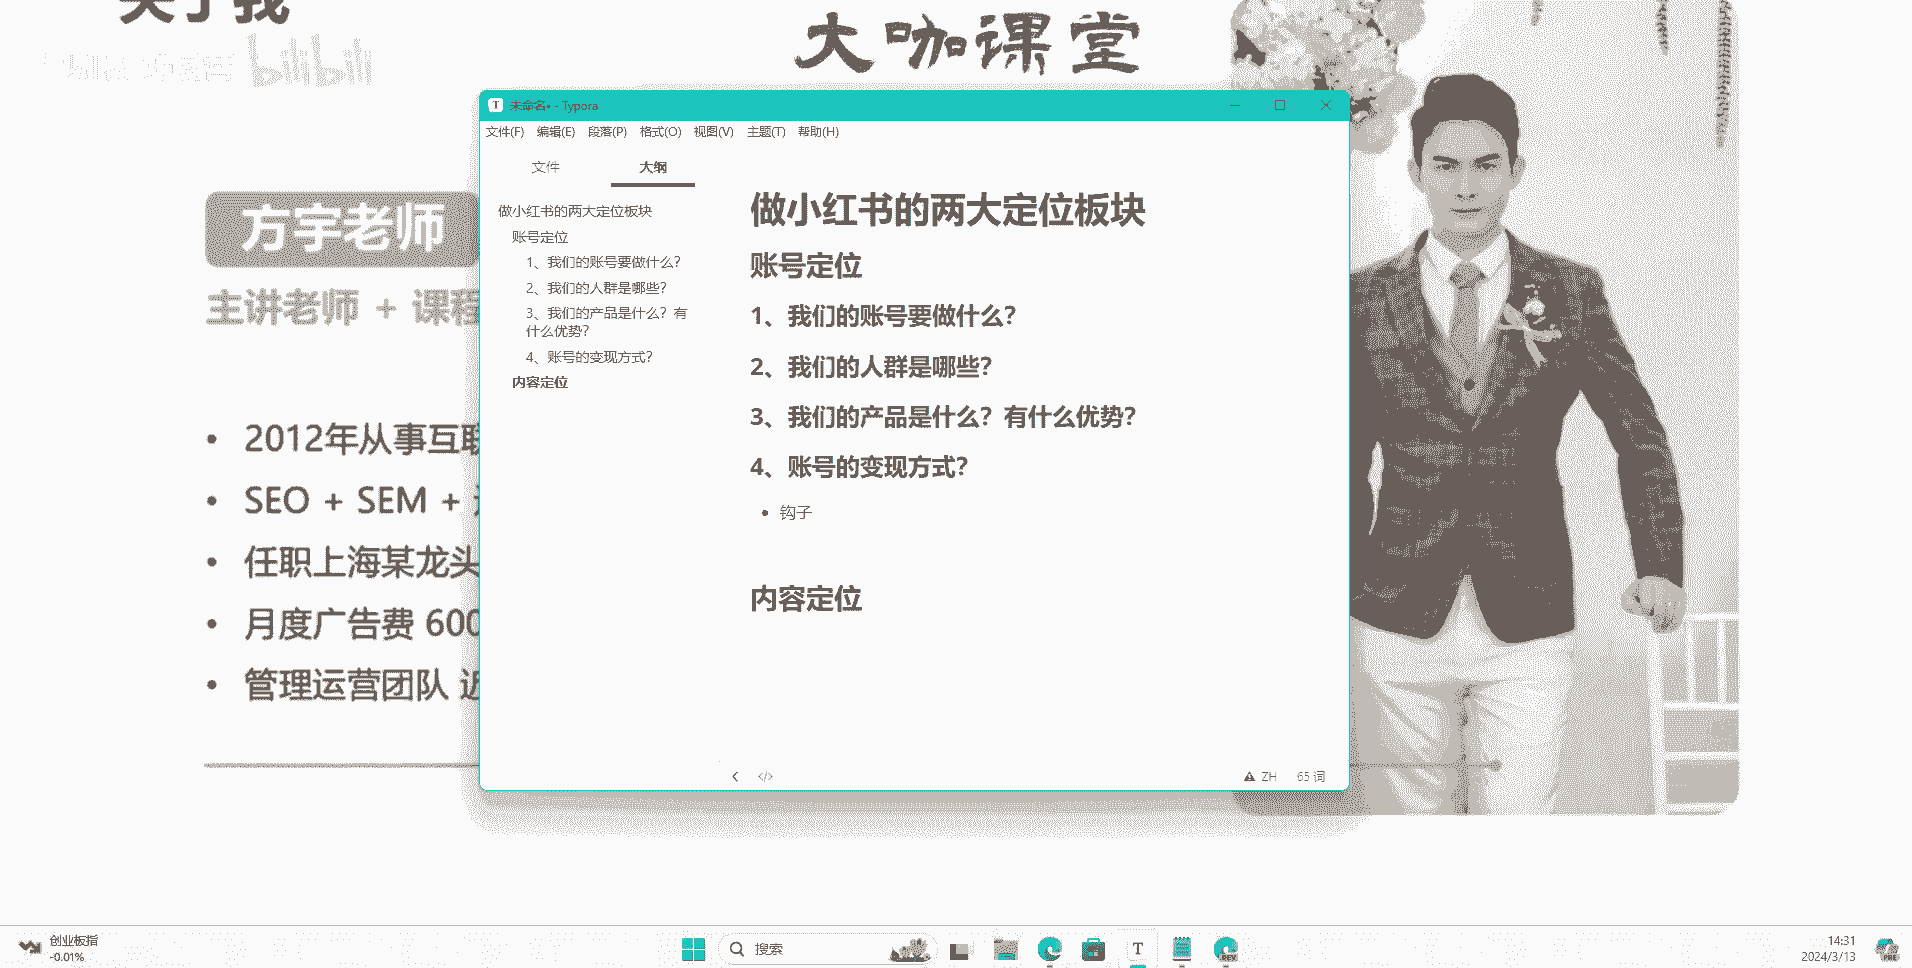 关于我
bilibili
大咖课堂
方宇老师
主讲老师 + 课程
2012年从事互联
SEO + SEM +
任职上海某龙头
月度广告费 600
管理运营团队 近
未命名• - Typora
文件(F) 编辑(E) 段落(P) 格式(O) 视图(V) 主题(T) 帮助(H)
文件 大纲
做小红书的两大定位板块
账号定位
1、我们的账号要做什么?
2、我们的人群是哪些?
3、我们的产品是什么? 有
什么优势?
4、账号的变现方式?
内容定位
做小红书的两大定位板块
账号定位
1、我们的账号要做什么?
2、我们的人群是哪些?
3、我们的产品是什么? 有什么优势?
4、账号的变现方式?
钩子
内容定位
ZH 65 词
创业板指
-0.01%
搜索
T
DEV
14:31
2024/3/13
PRE